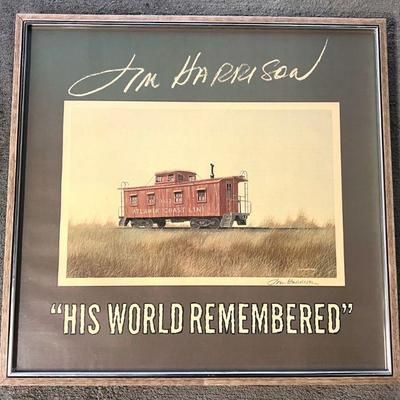 Jim Harrison
ATLANTIC COAST LINE
Jim Harrison
"HIS WORLD REMEMBERED"